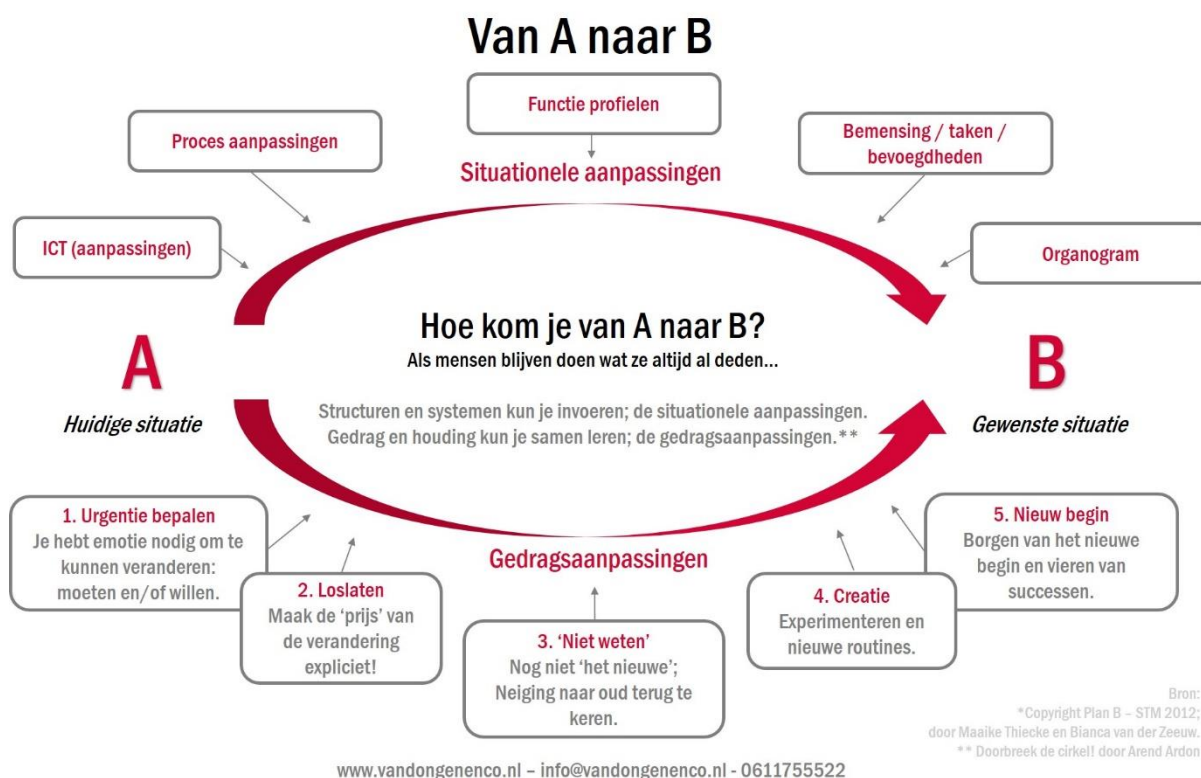 Van A naar B
Functie profielen
Proces aanpassingen
Bemensing / taken /
bevoegdheden
Situationele aanpassingen
ICT (aanpassingen)
Organogram
Hoe kom je van A naar B?
Als mensen blijven doen wat ze altijd al deden...
A
Huidige situatie
B
Gewenste situatie
Structuren en systemen kun je invoeren; de situationele aanpassingen.
Gedrag en houding kun je samen leren; de gedragsaanpassingen.**
Gedragsaanpassingen
1. Urgentie bepalen
Je hebt emotie nodig om te
kunnen veranderen:
moeten en/of willen.
2. Loslaten
Maak de ‘prijs’ van
de verandering
expliciet!
3. ‘Niet weten’
Nog niet ‘het nieuwe’;
Neiging naar oud terug te
keren.
4. Creatie
Experimenteren en
nieuwe routines.
5. Nieuw begin
Borgen van het nieuwe
begin en vieren van
successen.
Bron:
*Copyright Plan B – STM 2012;
door Maaike Thiecke en Bianca van der Zeeuw.
** Doorbreek de cirkel! door Arend Ardon
www.vandongenenco.nl – info@vandongenenco.nl - 0611755522